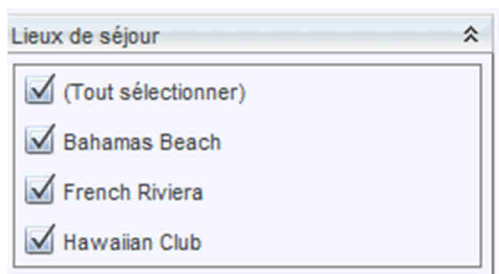 Lieux de séjour
(Tout sélectionner)
Bahamas Beach
French Riviera
Hawaiian Club